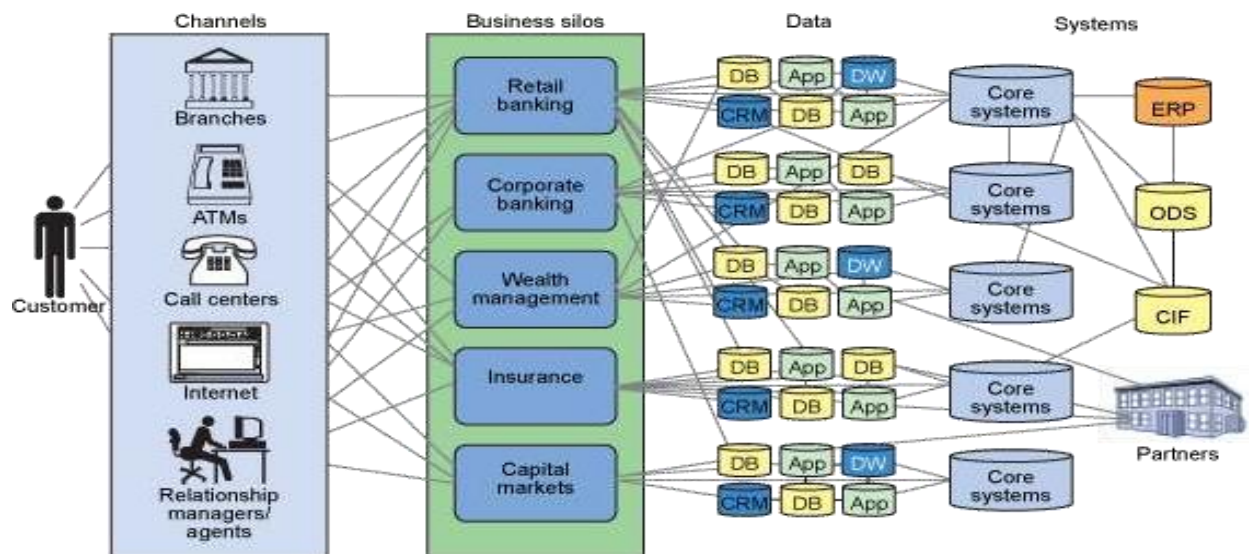 Channels
Business silos
Data
Systems
Customer
Branches
ATMs
Call centers
Internet
Relationship
managers/
agents
Retail
banking
Corporate
banking
Wealth
management
Insurance
Capital
markets
DB App DW
CRM DB App
DB App DB
CRM DB App
DB App DW
CRM DB App
DB App DB
CRM DB App
DB App DW
CRM DB App
Core
systems
Core
systems
Core
systems
Core
systems
Core
systems
ERP
ODS
CIF
Partners